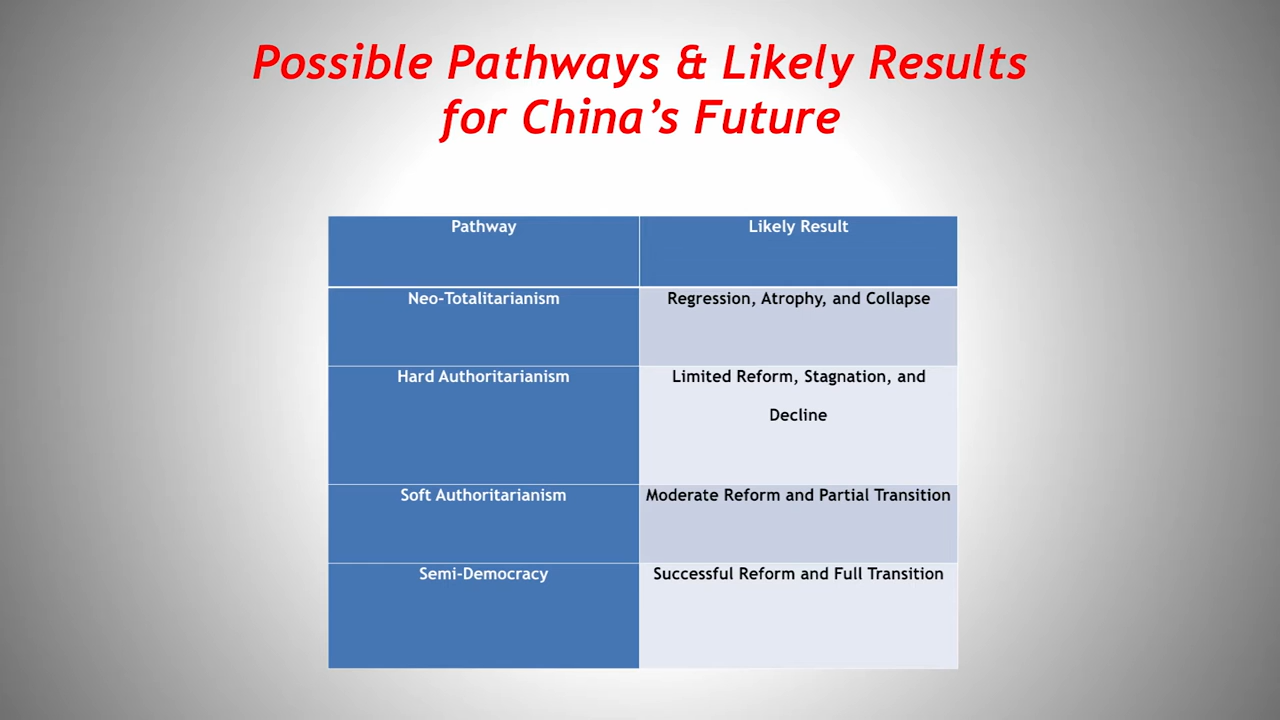 Possible Pathways & Likely Results
for China’s Future
Pathway
Likely Result
Neo-Totalitarianism
Regression, Atrophy, and Collapse
Hard Authoritarianism
Limited Reform, Stagnation, and
Decline
Soft Authoritarianism
Moderate Reform and Partial Transition
Semi-Democracy
Successful Reform and Full Transition